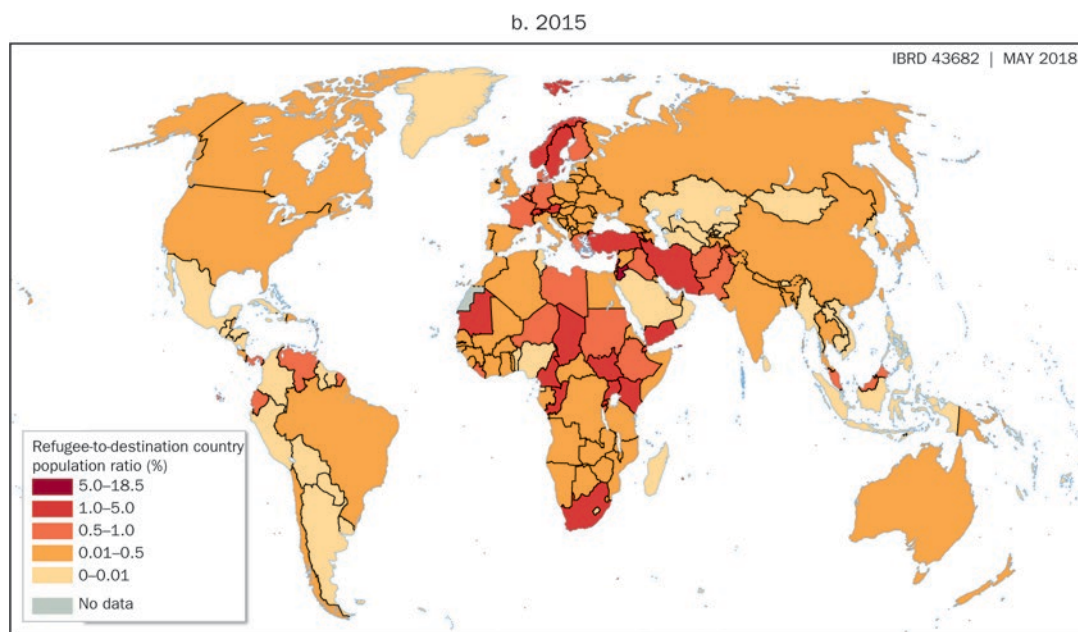 b. 2015
IBRD 43682 | MAY 2018
Refugee-to-destination country
population ratio (%)
5.0–18.5
1.0–5.0
0.5–1.0
0.01–0.5
0–0.01
No data